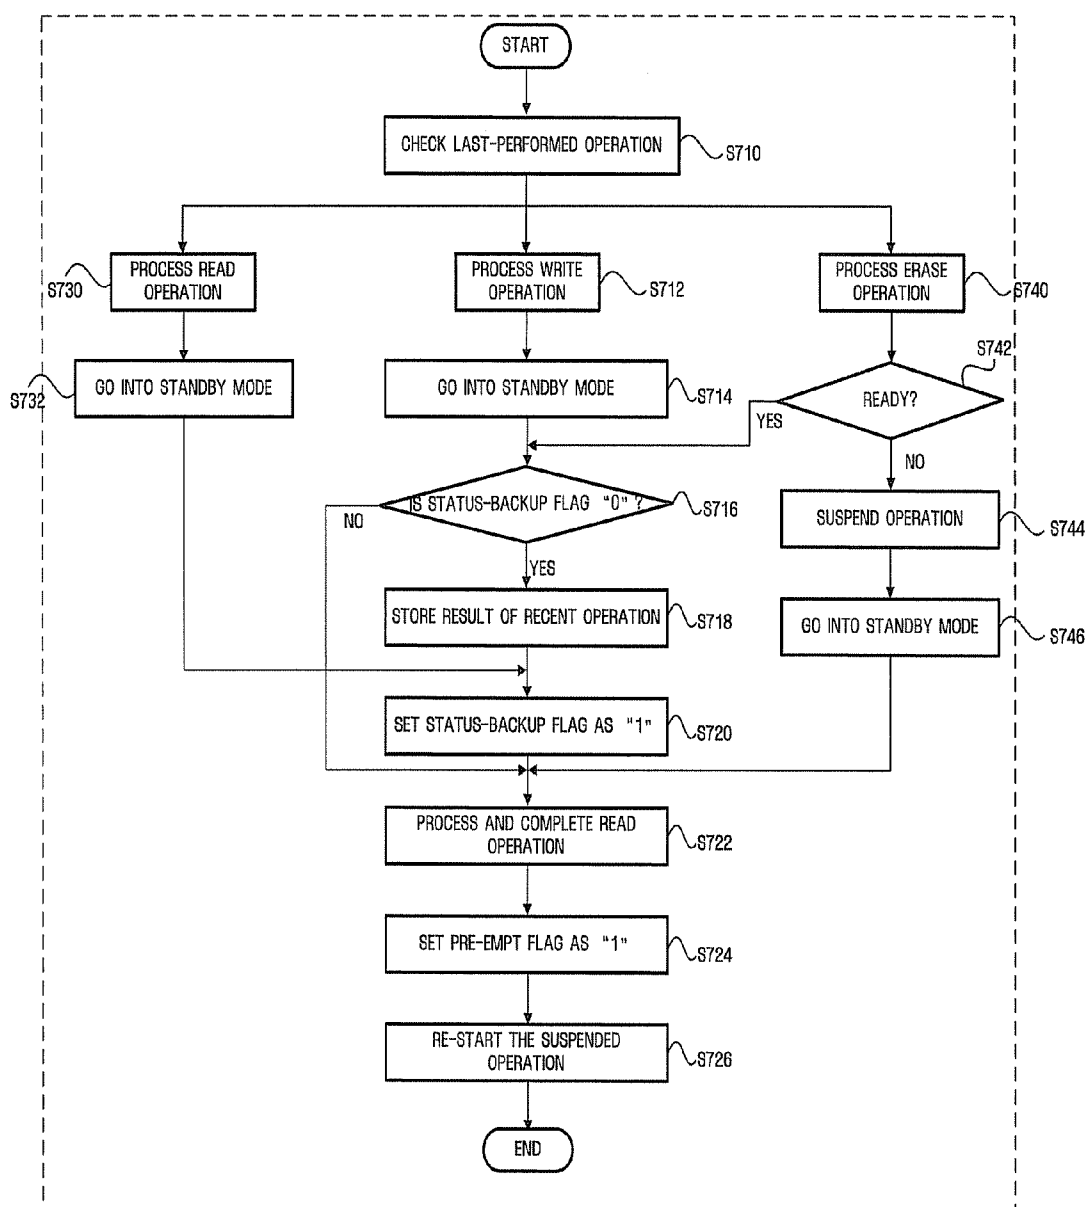 START
CHECK LAST-PERFORMED OPERATION
S710
PROCESS READ
OPERATION
S730
PROCESS WRITE
OPERATION
S712
PROCESS ERASE
OPERATION
S740
GO INTO STANDBY MODE
S732
GO INTO STANDBY MODE
S714
READY?
S742
YES
NO
IS STATUS-BACKUP FLAG "0" ?
S716
NO
YES
SUSPEND OPERATION
S744
STORE RESULT OF RECENT OPERATION
S718
GO INTO STANDBY MODE
S746
SET STATUS-BACKUP FLAG AS "1"
S720
PROCESS AND COMPLETE READ
OPERATION
S722
SET PRE-EMPT FLAG AS "1"
S724
RE-START THE SUSPENDED
OPERATION
S726
END